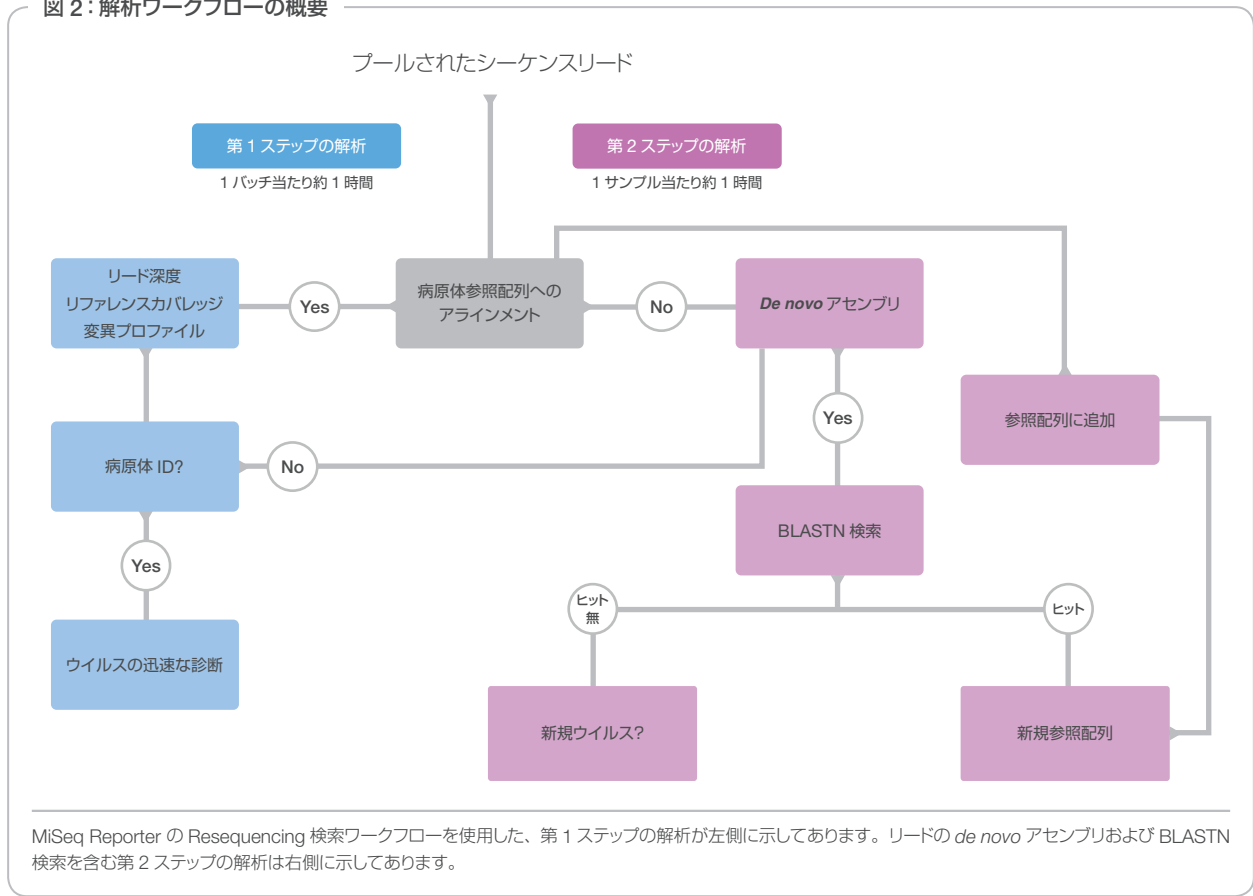 図 2：解析ワークフローの概要
プールされたシーケンスリード
第 1 ステップの解析
1 バッチ当たり約 1 時間
第 2 ステップの解析
1 サンプル当たり約 1 時間
リード深度
リファレンスカバレッジ
変異プロファイル
Yes
病原体参照配列への
アラインメント
No
De novo アセンブリ
Yes
参照配列に追加
病原体 ID?
No
BLASTN 検索
Yes
ヒット
無
ヒット
ウイルスの迅速な診断
新規ウイルス?
新規参照配列
MiSeq Reporter の Resequencing 検索ワークフローを使用した、第 1 ステップの解析が左側に示してあります。リードの de novo アセンブリおよび BLASTN
検索を含む第 2 ステップの解析は右側に示してあります。